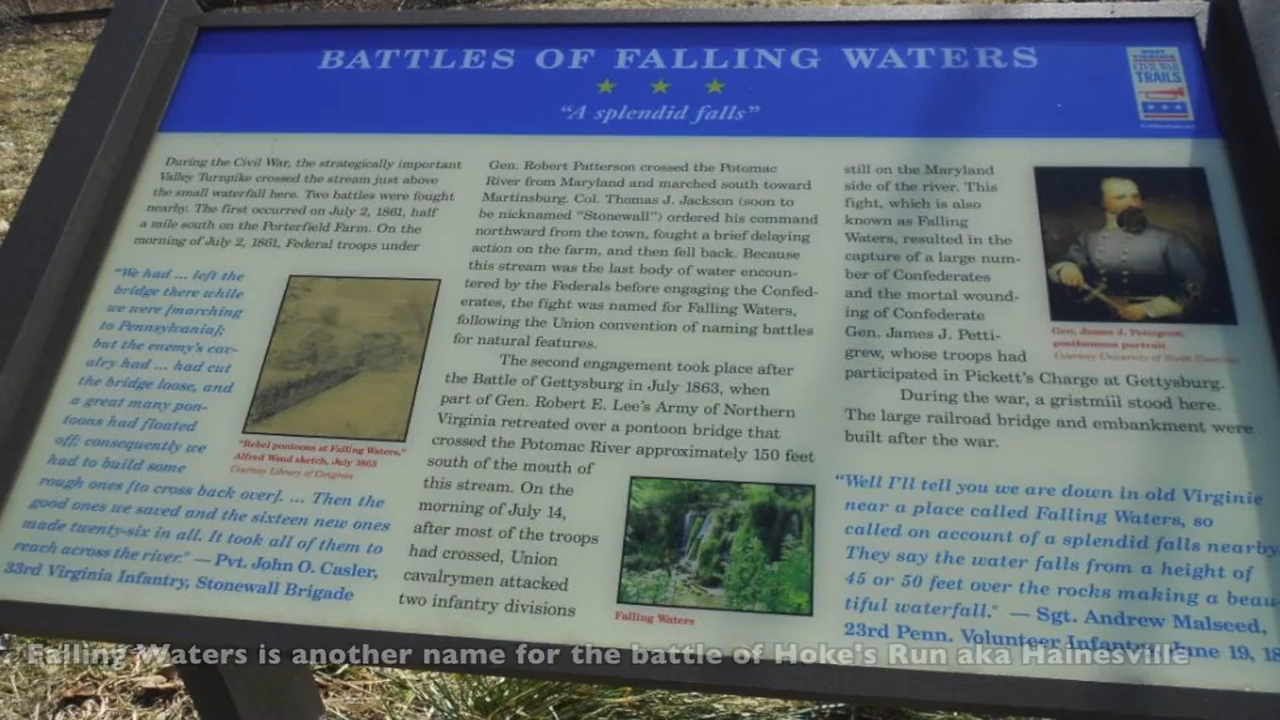 BATTLES OF FALLING WATERS
"A splendid falls"
WEST
VIRGINIA
CIVIL WAR
TRAILS
During the Civil War, the strategically important
Valley Turnpike crossed the stream just above
the small waterfall here. Two battles were fought
nearby. The first occurred on July 2, 1861, half
a mile south on the Porterfield Farm. On the
morning of July 2, 1861, Federal troops under
"We had ... left the
bridge there while
we were [marching
to Pennsylvania];
but the enemy's cav-
alry had ... had cut
the bridge loose, and
a great many pon-
toons had floated
off; consequently we
had to build some
rough ones [to cross back over]. ... Then the
good ones we saved and the sixteen new ones
made twenty-six in all. It took all of them to
reach across the river." — Pvt. John O. Casler,
33rd Virginia Infantry, Stonewall Brigade
"Rebel pontoons at Falling Waters,"
Alfred Waud sketch, July 1863
Courtesy Library of Congress
Gen. Robert Patterson crossed the Potomac
River from Maryland and marched south toward
Martinsburg. Col. Thomas J. Jackson (soon to
be nicknamed "Stonewall") ordered his command
northward from the town, fought a brief delaying
action on the farm, and then fell back. Because
this stream was the last body of water encoun-
tered by the Federals before engaging the Confed-
erates, the fight was named for Falling Waters,
following the Union convention of naming battles
for natural features.
The second engagement took place after
the Battle of Gettysburg in July 1863, when
part of Gen. Robert E. Lee's Army of Northern
Virginia retreated over a pontoon bridge that
crossed the Potomac River approximately 150 feet
south of the mouth of
this stream. On the
morning of July 14,
after most of the troops
had crossed, Union
cavalrymen attacked
two infantry divisions
Falling Waters
still on the Maryland
side of the river. This
fight, which is also
known as Falling
Waters, resulted in the
capture of a large num-
ber of Confederates
and the mortal wound-
ing of Confederate
Gen. James J. Petti-
grew, whose troops had
participated in Pickett's Charge at Gettysburg.
During the war, a gristmiil stood here.
The large railroad bridge and embankment were
built after the war.
Gen. James J. Pettigrew,
posthumous portrait
Courtesy University of North Carolina
"Well I'll tell you we are down in old Virginie
near a place called Falling Waters, so
called on account of a splendid falls nearby
They say the water falls from a height of
45 or 50 feet over the rocks making a beau-
tiful waterfall." — Sgt. Andrew Malseed,
23rd Penn. Volunteer Infantry, June 19, 18
Falling Waters is another name for the battle of Hoke's Run aka Hainesville